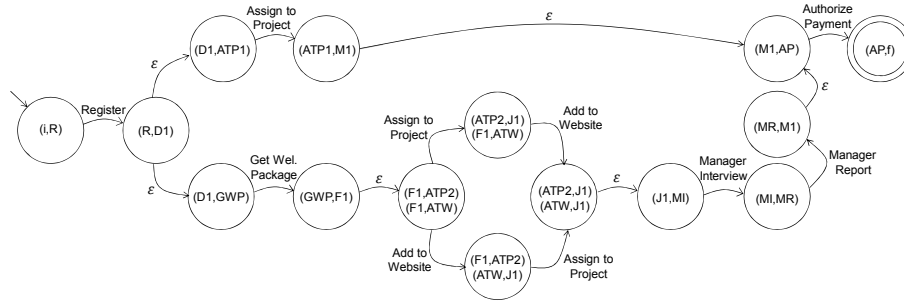 Assign to
Project
ε
Authorize
Payment
(D1,ATP1)
(ATP1,M1)
(M1,AP)
(AP,f)
ε
ε
Register
(i,R)
(R,D1)
Assign to
Project
(ATP2,J1)
(F1,ATW)
Add to
Website
(MR,M1)
ε
Get Wel.
Package
ε
ε
Manager
Interview
Manager
Report
(D1,GWP)
(GWP,F1)
(F1,ATP2)
(F1,ATW)
(ATP2,J1)
(ATW,J1)
(J1,MI)
(MI,MR)
Add to
Website
(F1,ATP2)
(ATW,J1)
Assign to
Project
ε